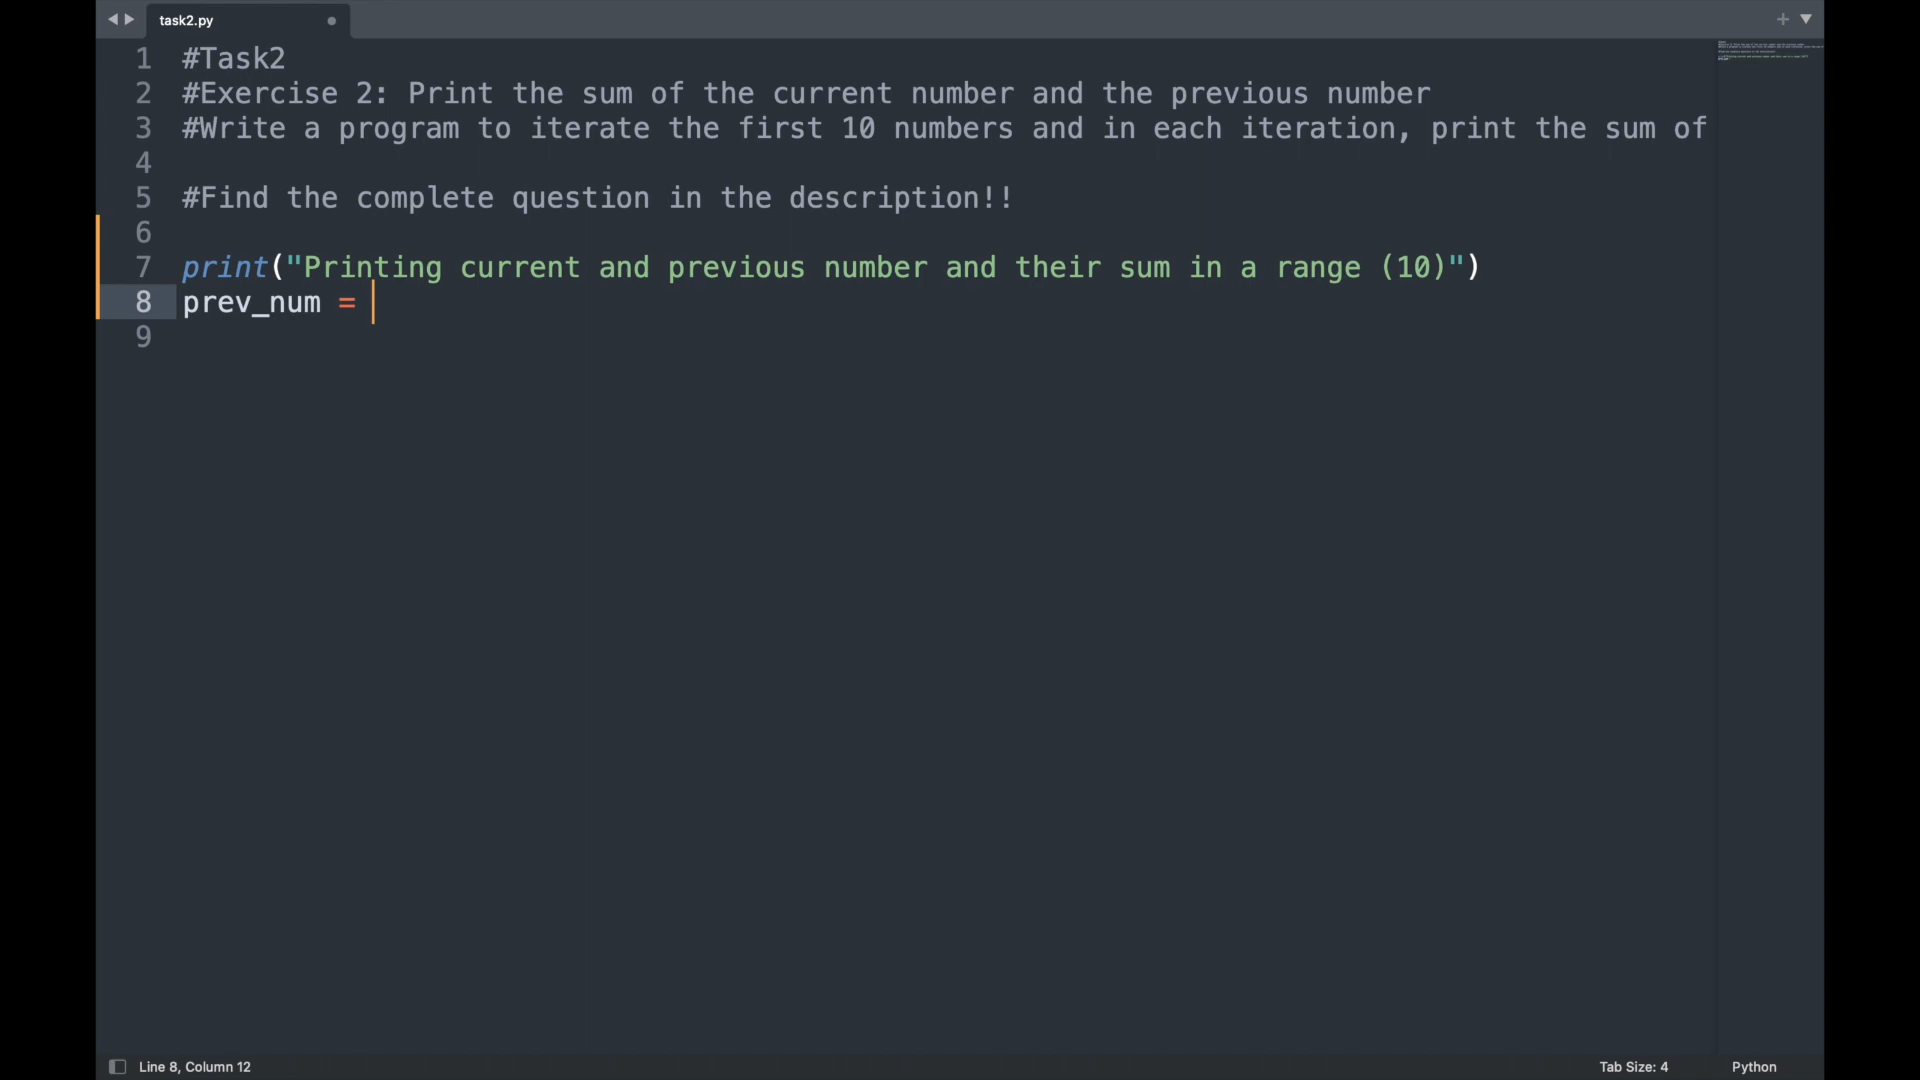 task2.py
1 #Task2
2 #Exercise 2: Print the sum of the current number and the previous number
3 #Write a program to iterate the first 10 numbers and in each iteration, print the sum of
4
5 #Find the complete question in the description!!
6
7 print("Printing current and previous number and their sum in a range (10)")
8 prev_num =
9
Line 8, Column 12
Tab Size: 4
Python